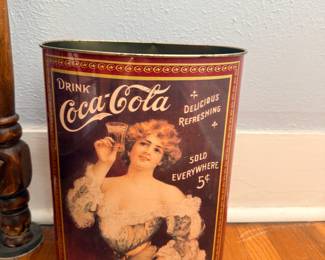 DRINK
Coca-Cola
DELICIOUS
REFRESHING
SOLD
EVERYWHERE
5¢